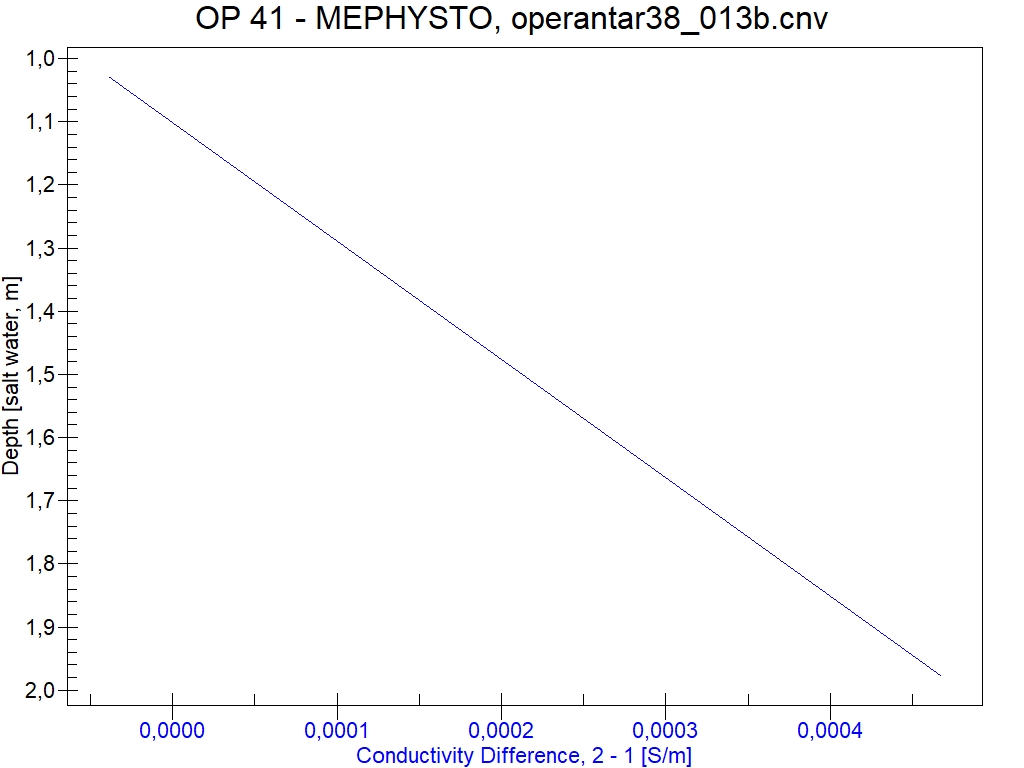 OP 41 - MEPHYSTO, operantar38_013b.cnv
Depth [salt water, m]
1,0
1,1
1,2
1,3
1,4
1,5
1,6
1,7
1,8
1,9
2,0
0,0000 0,0001 0,0002 0,0003 0,0004
Conductivity Difference, 2 - 1 [S/m]